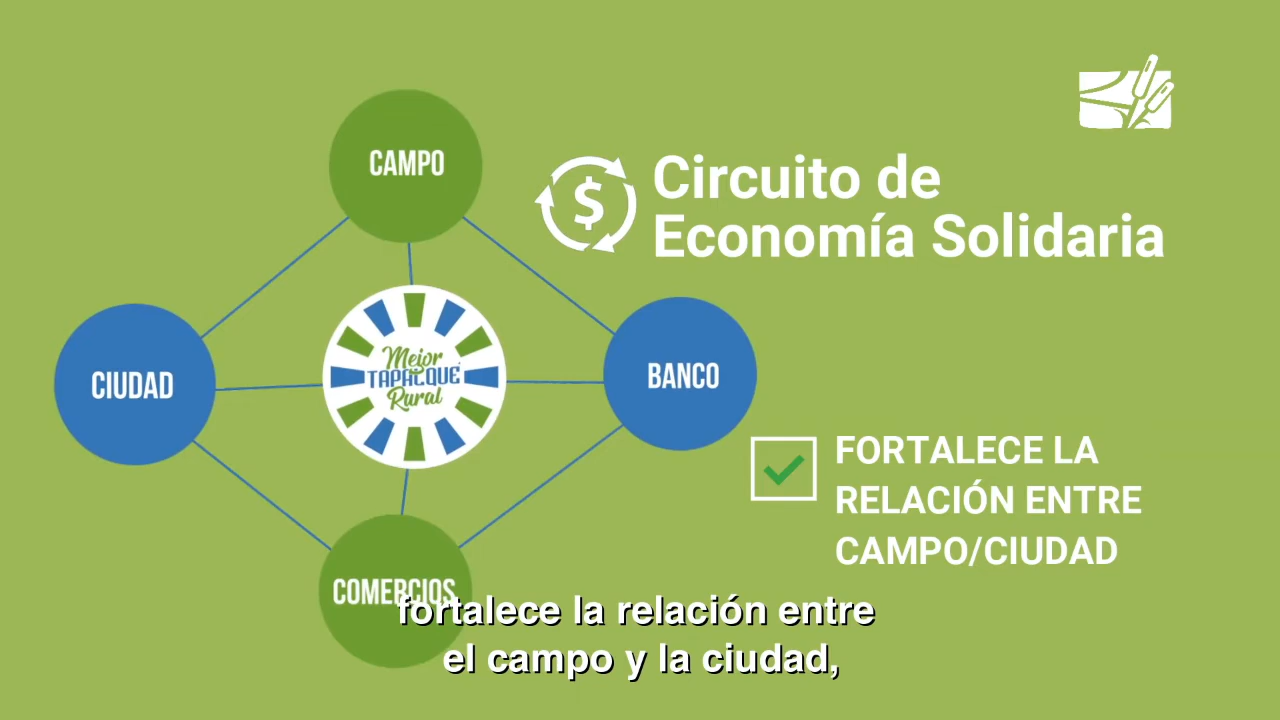 CAMPO
$
Circuito de
Economía Solidaria
CIUDAD
Mejor
TAPALQUÉ
Rural
BANCO
FORTALECE LA
RELACIÓN ENTRE
CAMPO/CIUDAD
COMERCIOS
fortalece la relación entre
el campo y la ciudad,